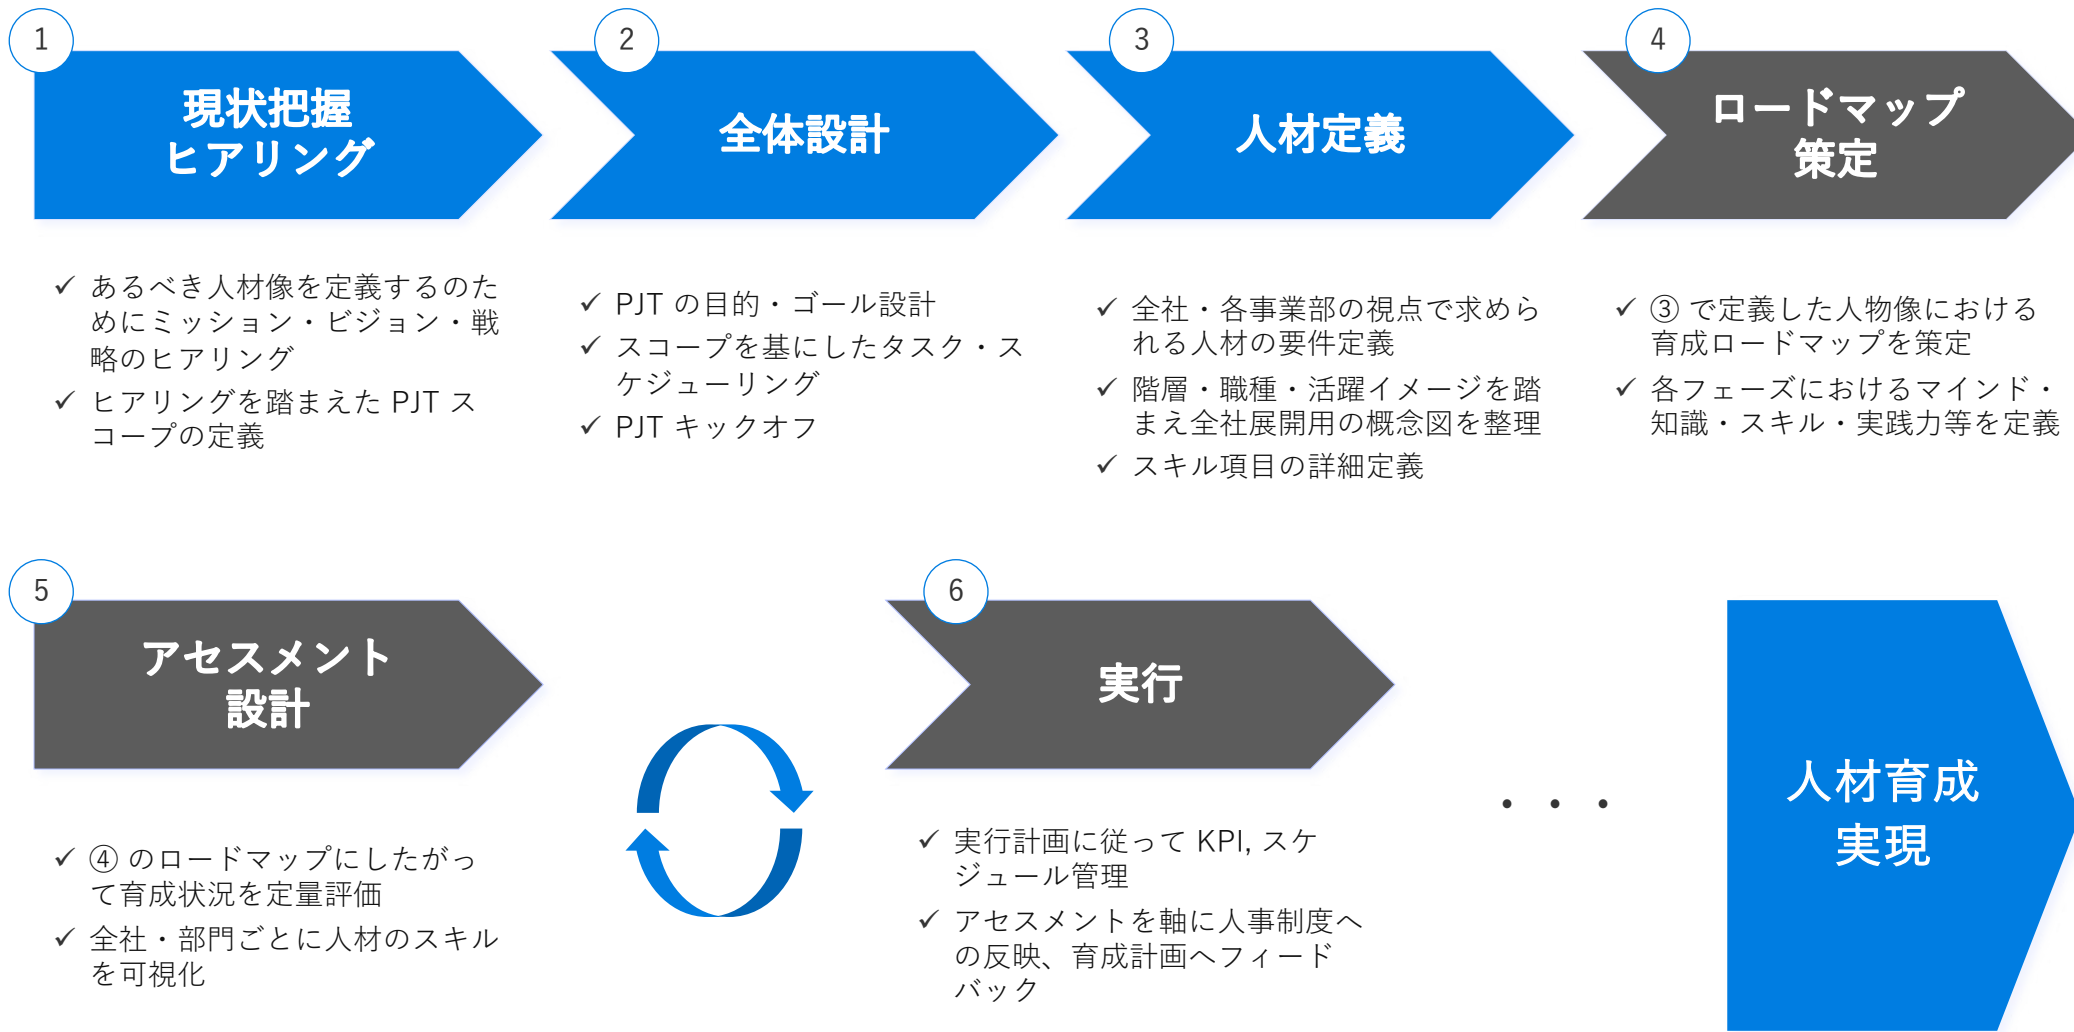 1
現状把握
ヒアリング
✓ あるべき人材像を定義するのた
めにミッション・ビジョン・戦
略のヒアリング
✓ ヒアリングを踏まえた PJT ス
コープの定義
2
全体設計
✓ PJT の目的・ゴール設計
✓ スコープを基にしたタスク・ス
ケジューリング
✓ PJT キックオフ
3
人材定義
✓ 全社・各事業部の視点で求めら
れる人材の要件定義
✓ 階層・職種・活躍イメージを踏
まえ全社展開用の概念図を整理
✓ スキル項目の詳細定義
4
ロードマップ
策定
✓ ③ で定義した人物像における
育成ロードマップを策定
✓ 各フェーズにおけるマインド・
知識・スキル・実践力等を定義
5
アセスメント
設計
✓ ④ のロードマップにしたがっ
て育成状況を定量評価
✓ 全社・部門ごとに人材のスキル
を可視化
6
実行
✓ 実行計画に従って KPI, スケ
ジュール管理
✓ アセスメントを軸に人事制度へ
の反映、育成計画へフィード
バック
・・・
人材育成
実現